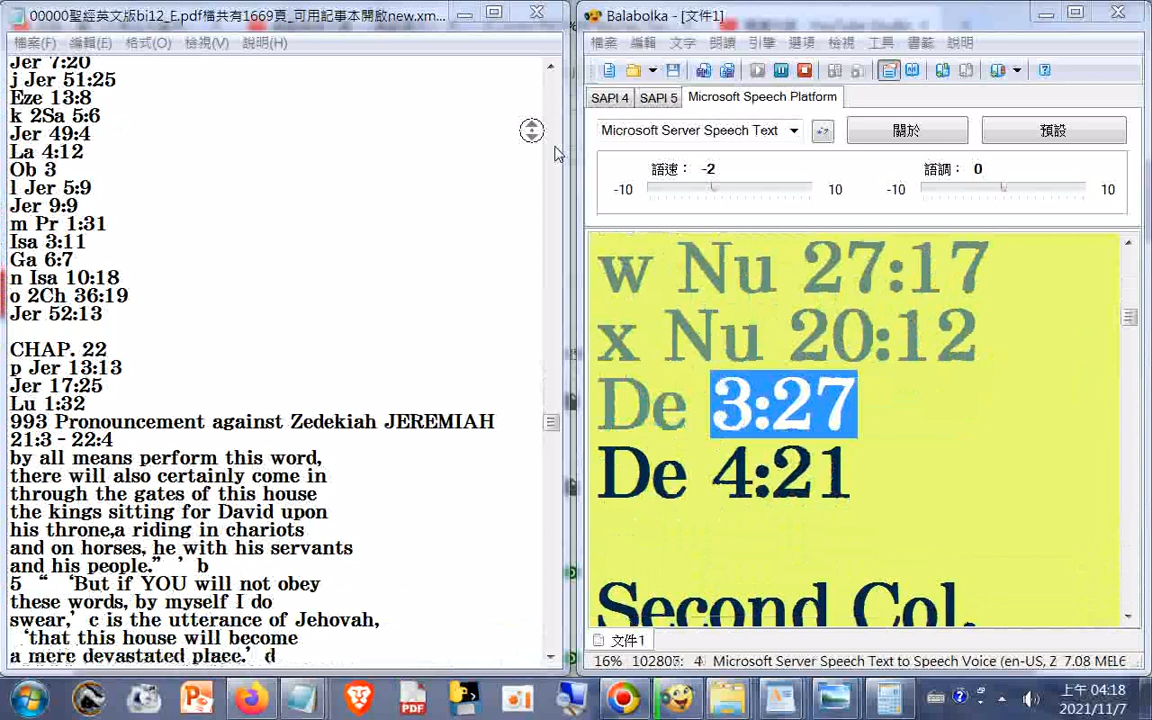 00000聖經英文版bi12_E.pdf檔共有1669頁_可用記事本開啟new.xm...
檔案(F) 編輯(E) 格式(O) 檢視(V) 說明(H)
Jer 7:20
j Jer 51:25
Eze 13:8
k 2Sa 5:6
Jer 49:4
La 4:12
Ob 3
l Jer 5:9
Jer 9:9
m Pr 1:31
Isa 3:11
Ga 6:7
n Isa 10:18
o 2Ch 36:19
Jer 52:13
CHAP. 22
p Jer 13:13
Jer 17:25
Lu 1:32
993 Pronouncement against Zedekiah JEREMIAH
21:3 – 22:4
by all means perform this word,
there will also certainly come in
through the gates of this house
the kings sitting for David upon
his throne,a riding in chariots
and on horses, he with his servants
and his people.” ’ b
5 “ ‘But if YOU will not obey
these words, by myself I do
swear,’ c is the utterance of Jehovah,
‘that this house will become
a mere devastated place.’ d
Balabolka - [文件1]
檔案 編輯 文字 朗讀 引擎 選項 檢視 工具 書籤 說明
SAPI 4 SAPI 5 Microsoft Speech Platform
Microsoft Server Speech Text 關於 預設
語速： -2 語調： 0
-10 10 -10 10
w Nu 27:17
x Nu 20:12
De 3:27
De 4:21
Second Col.
文件1
16% 10280 4 Microsoft Server Speech Text to Speech Voice (en-US, Z 7.08 MEL6
PDF
上午 04:18
2021/11/7